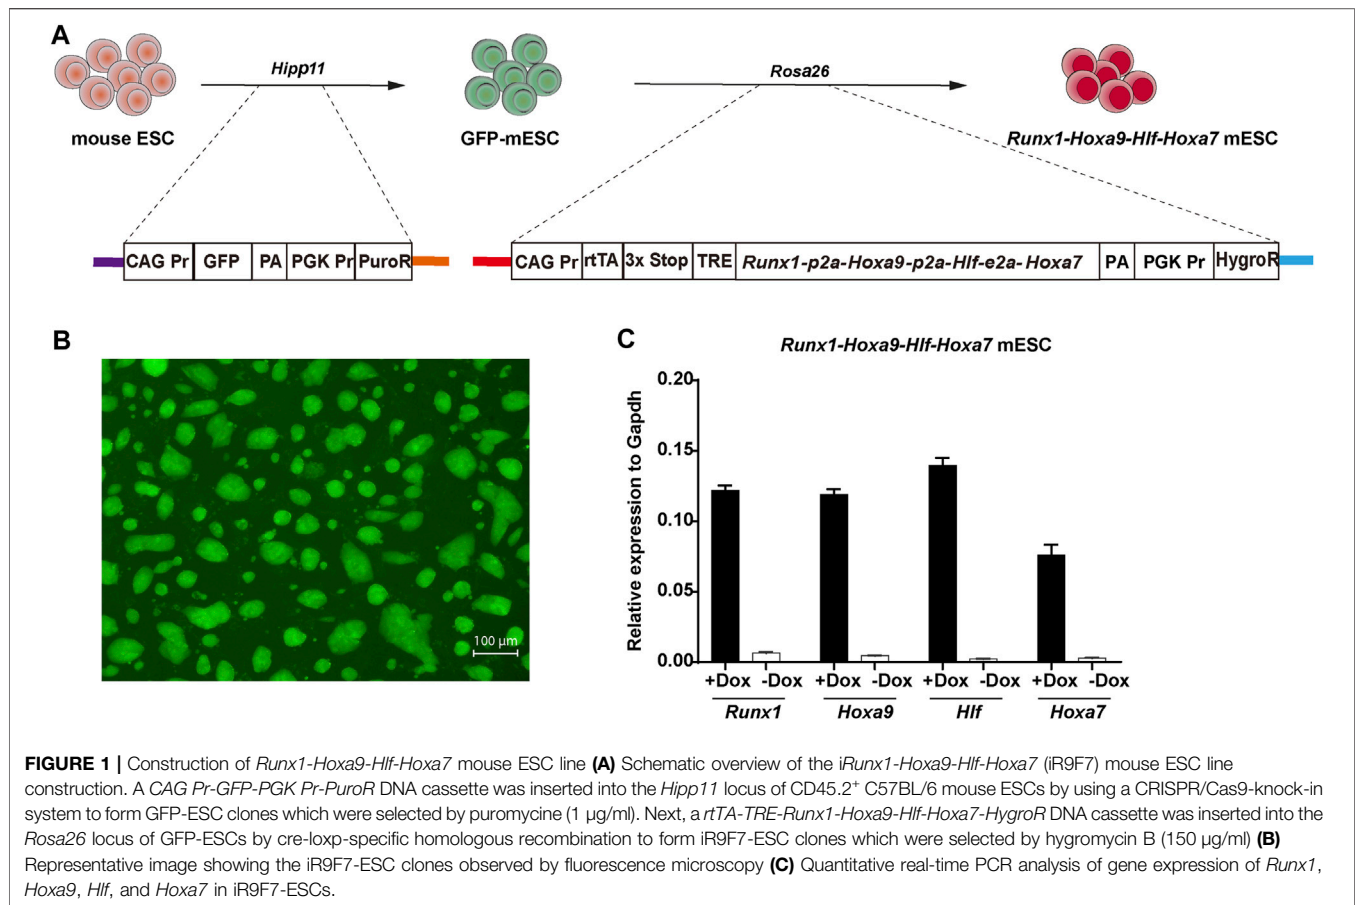 A
Hipp11
Rosa26
mouse ESC
GFP-mESC
Runx1-Hoxa9-Hlf-Hoxa7 mESC
CAG Pr GFP PA PGK Pr PuroR
CAG Pr rtTA 3x Stop TRE Runx1-p2a-Hoxa9-p2a-Hlf-e2a-Hoxa7 PA PGK Pr HygroR
B
100 µm
C
Runx1-Hoxa9-Hlf-Hoxa7 mESC
Relative expression to Gapdh
0.20
0.15
0.10
0.05
0.00
+Dox -Dox +Dox -Dox +Dox -Dox +Dox -Dox
Runx1 Hoxa9 Hlf Hoxa7
FIGURE 1 | Construction of Runx1-Hoxa9-Hlf-Hoxa7 mouse ESC line (A) Schematic overview of the iRunx1-Hoxa9-Hlf-Hoxa7 (iR9F7) mouse ESC line
construction. A CAG Pr-GFP-PGK Pr-PuroR DNA cassette was inserted into the Hipp11 locus of CD45.2⁺ C57BL/6 mouse ESCs by using a CRISPR/Cas9-knock-in
system to form GFP-ESC clones which were selected by puromycine (1 µg/ml). Next, a rtTA-TRE-Runx1-Hoxa9-Hlf-Hoxa7-HygroR DNA cassette was inserted into the
Rosa26 locus of GFP-ESCs by cre-loxp-specific homologous recombination to form iR9F7-ESC clones which were selected by hygromycin B (150 µg/ml) (B)
Representative image showing the iR9F7-ESC clones observed by fluorescence microscopy (C) Quantitative real-time PCR analysis of gene expression of Runx1,
Hoxa9, Hlf, and Hoxa7 in iR9F7-ESCs.